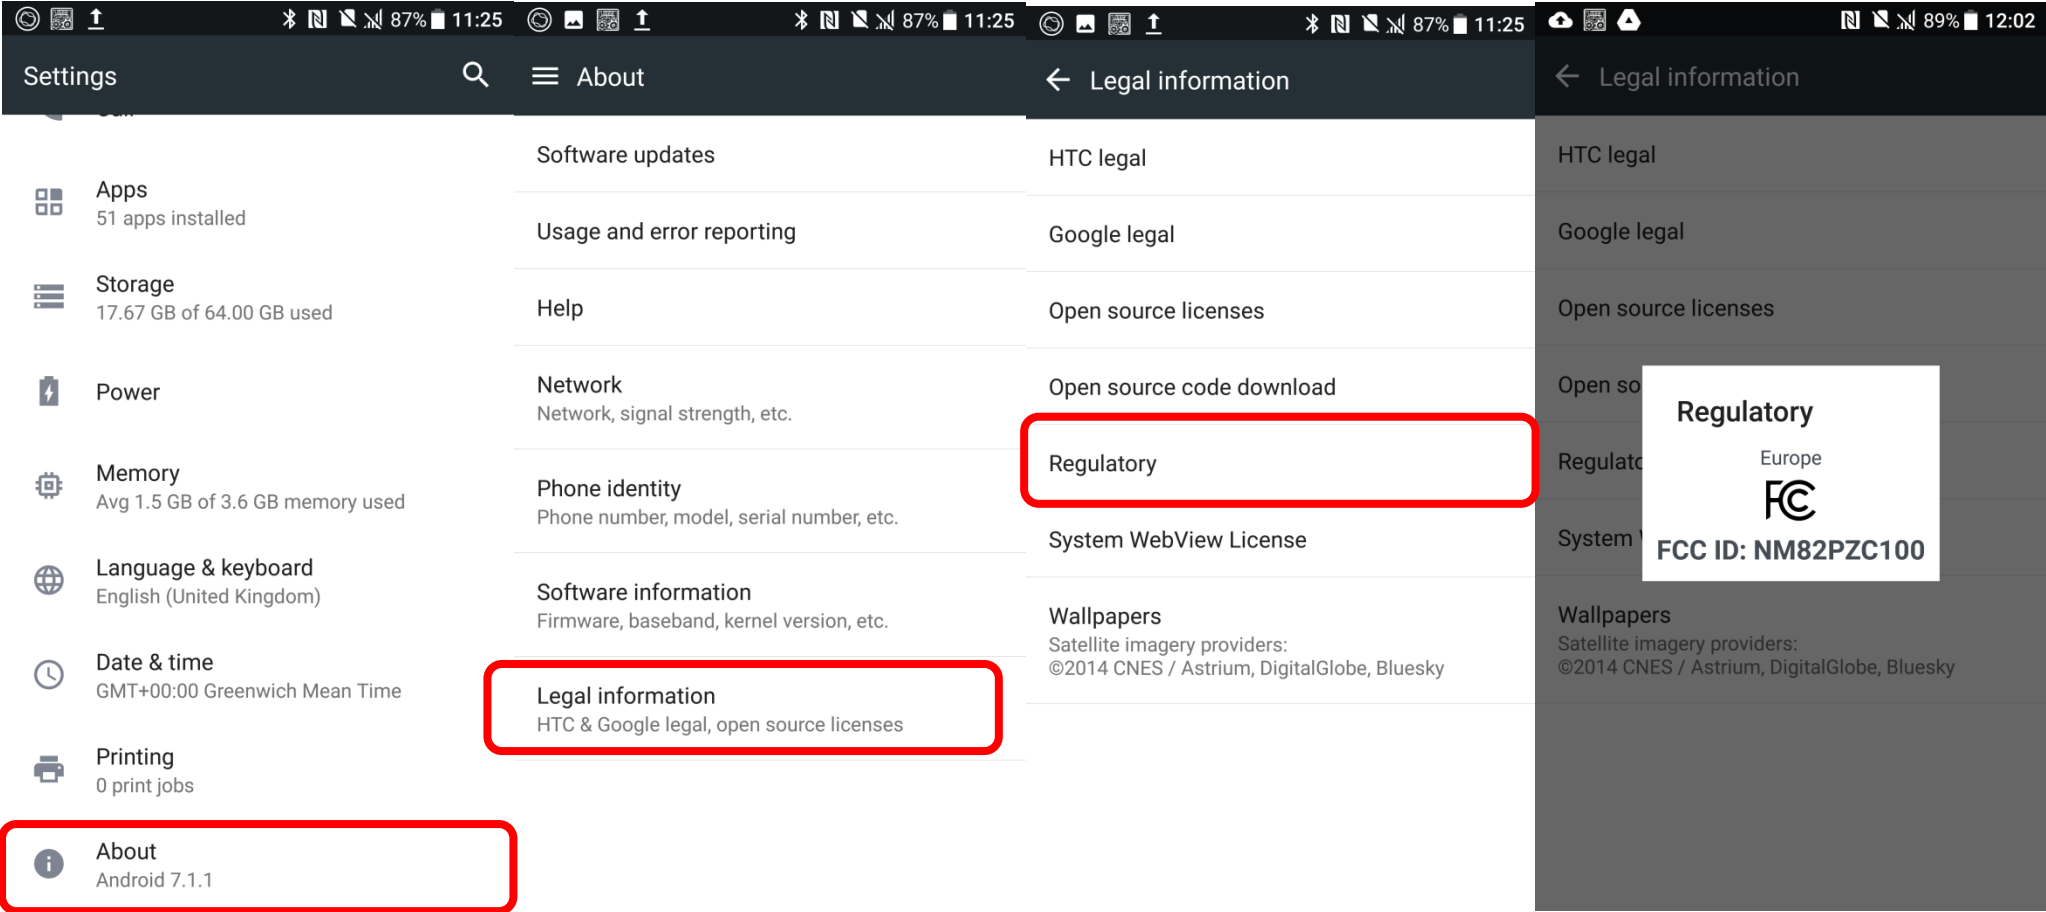 87% 11:25
Settings
Apps
51 apps installed
Storage
17.67 GB of 64.00 GB used
Power
Memory
Avg 1.5 GB of 3.6 GB memory used
Language & keyboard
English (United Kingdom)
Date & time
GMT+00:00 Greenwich Mean Time
Printing
0 print jobs
About
Android 7.1.1
87% 11:25
About
Software updates
Usage and error reporting
Help
Network
Network, signal strength, etc.
Phone identity
Phone number, model, serial number, etc.
Software information
Firmware, baseband, kernel version, etc.
Legal information
HTC & Google legal, open source licenses
87% 11:25
Legal information
HTC legal
Google legal
Open source licenses
Open source code download
Regulatory
System WebView License
Wallpapers
Satellite imagery providers:
©2014 CNES / Astrium, DigitalGlobe, Bluesky
89% 12:02
Legal information
HTC legal
Google legal
Open source licenses
Open so
Regulato
System
Regulatory
Europe
FC
FCC ID: NM82PZC100
Wallpapers
Satellite imagery providers:
©2014 CNES / Astrium, DigitalGlobe, Bluesky